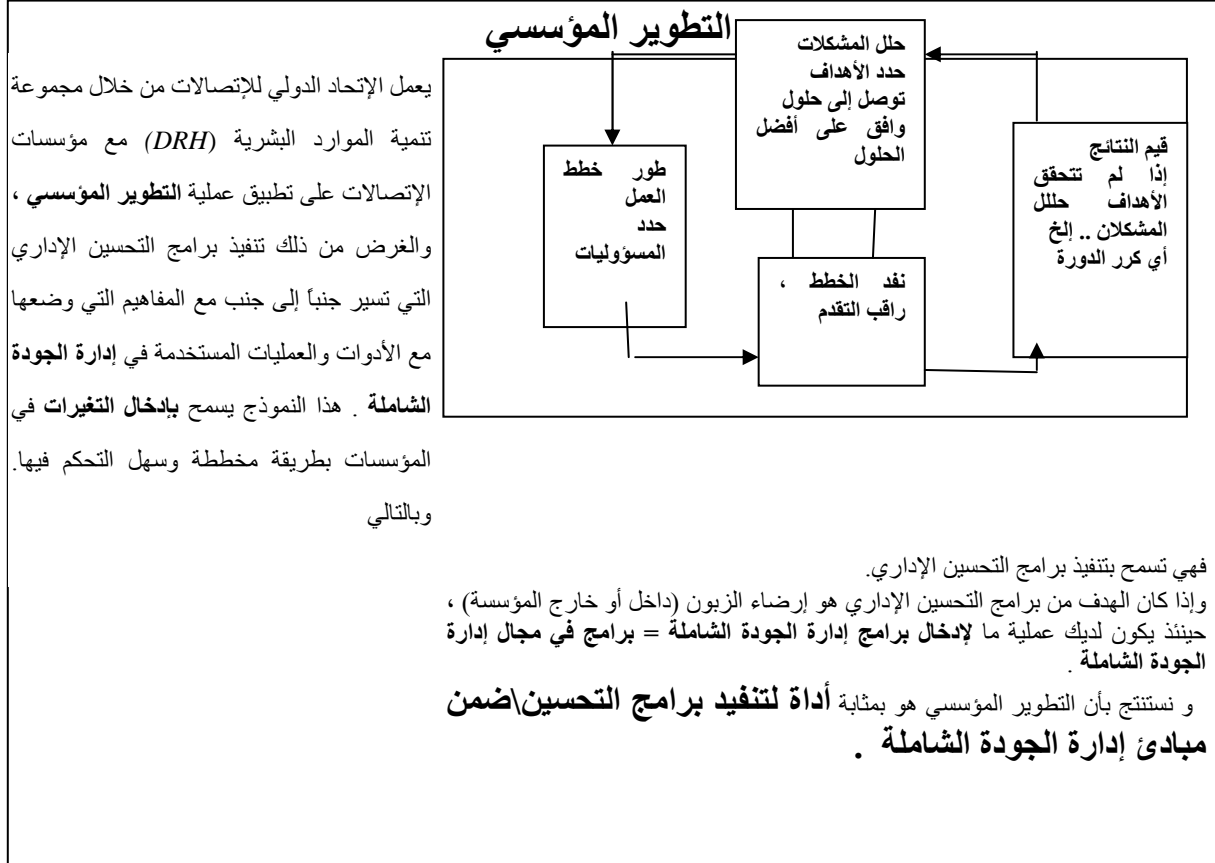 التطوير المؤسسي
يعمل الإتحاد الدولي للإتصالات من خلال مجموعة
تنمية الموارد البشرية (DRH) مع مؤسسات
الإتصالات على تطبيق عملية التطوير المؤسسي ،
والغرض من ذلك تنفيذ برامج التحسين الإداري
التي تسير جنباً إلى جنب مع المفاهيم التي وضعها
مع الأدوات والعمليات المستخدمة في إدارة الجودة
الشاملة . هذا النموذج يسمح بإدخال التغيرات في
المؤسسات بطريقة مخططة وسهل التحكم فيها.
وبالتالي
حلل المشكلات
حدد الأهداف
توصل إلى حلول
وافق على أفضل
الحلول
طور خطط
العمل
حدد
المسؤوليات
نفد الخطط ،
راقب التقدم
قيم النتائج
إذا لم تتحقق
الأهداف حللل
المشكلان .. إلخ
أي كرر الدورة
فهي تسمح بتنفيذ برامج التحسين الإداري.
وإذا كان الهدف من برامج التحسين الإداري هو إرضاء الزبون (داخل أو خارج المؤسسة) ،
حينئذ يكون لديك عملية ما لإدخال برامج إدارة الجودة الشاملة = برامج في مجال إدارة
الجودة الشاملة .
و نستنتج بأن التطوير المؤسسي هو بمثابة أداة لتنفيد برامج التحسين\ضمن
مبادئ إدارة الجودة الشاملة .